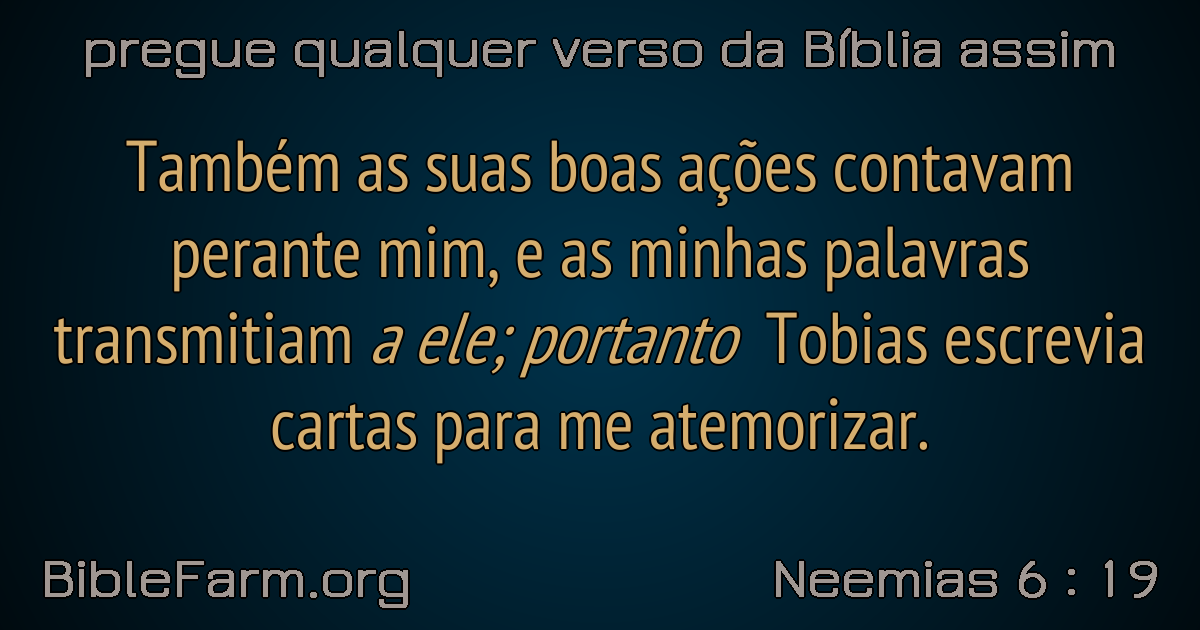 pregue qualquer verso da Bíblia assim
Também as suas boas ações contavam
perante mim, e as minhas palavras
transmitiam a ele; portanto Tobias escrevia
cartas para me atemorizar.
BibleFarm.org
Neemias 6 : 19